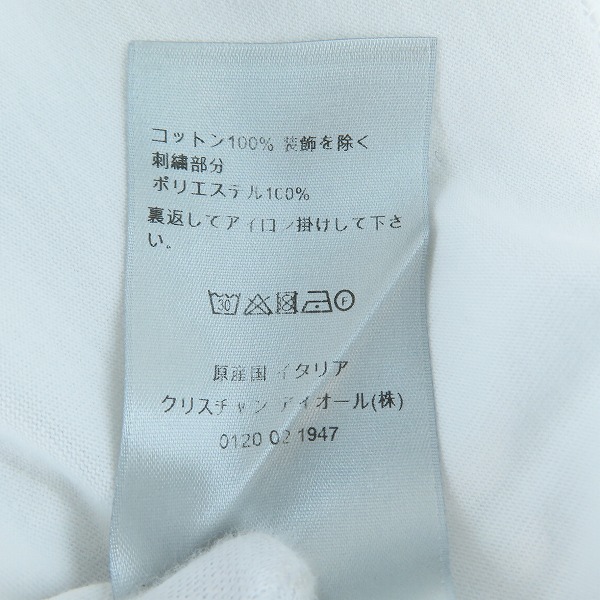 コットン100% 装飾を除く
刺繍部分
ポリエステル100%
裏返してアイロン掛けして下さ
い。
30 F
原産国 イタリア
クリスチャン ディオール(株)
0120 02 1947